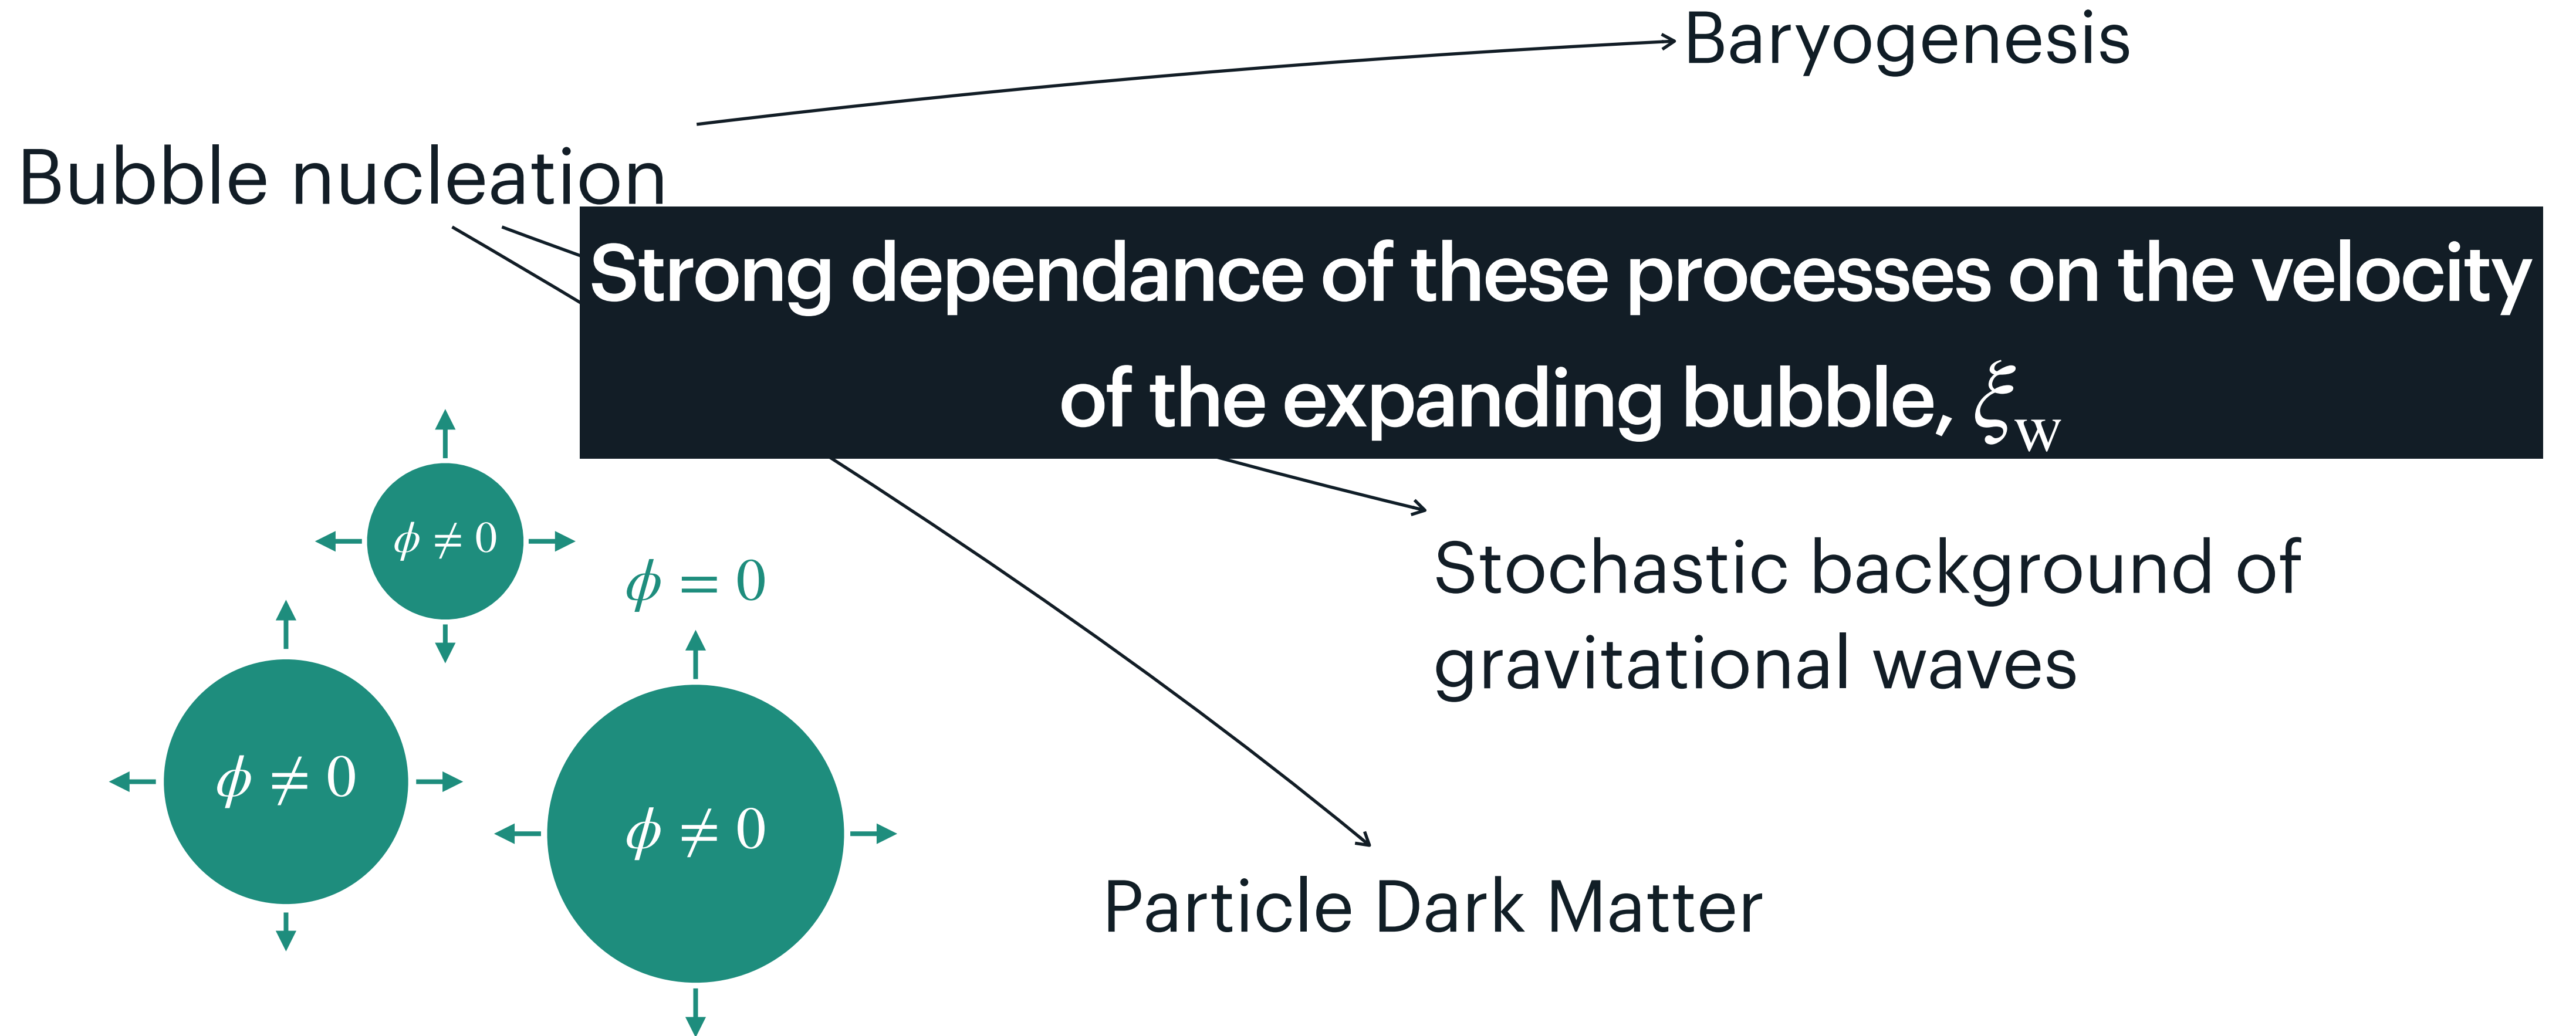 Baryogenesis
Bubble nucleation
Strong dependance of these processes on the velocity
of the expanding bubble, ξ_w
ϕ ≠ 0
ϕ = 0
Stochastic background of
gravitational waves
ϕ ≠ 0
ϕ ≠ 0
Particle Dark Matter